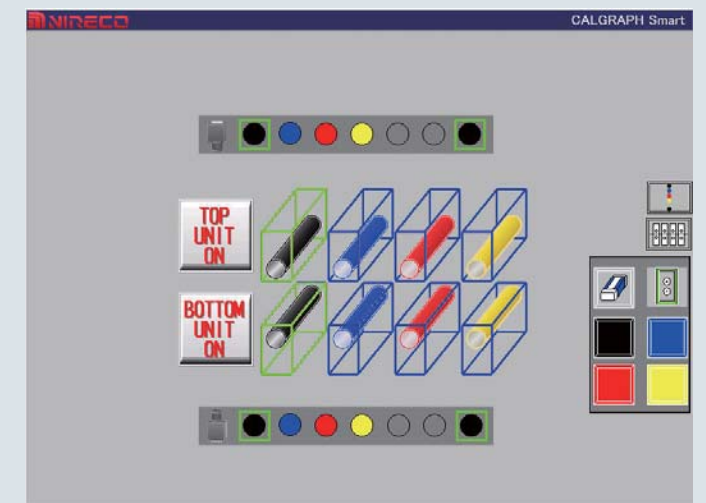 NIRECO
CALGRAPH Smart
TOP
UNIT
ON
BOTTOM
UNIT
ON